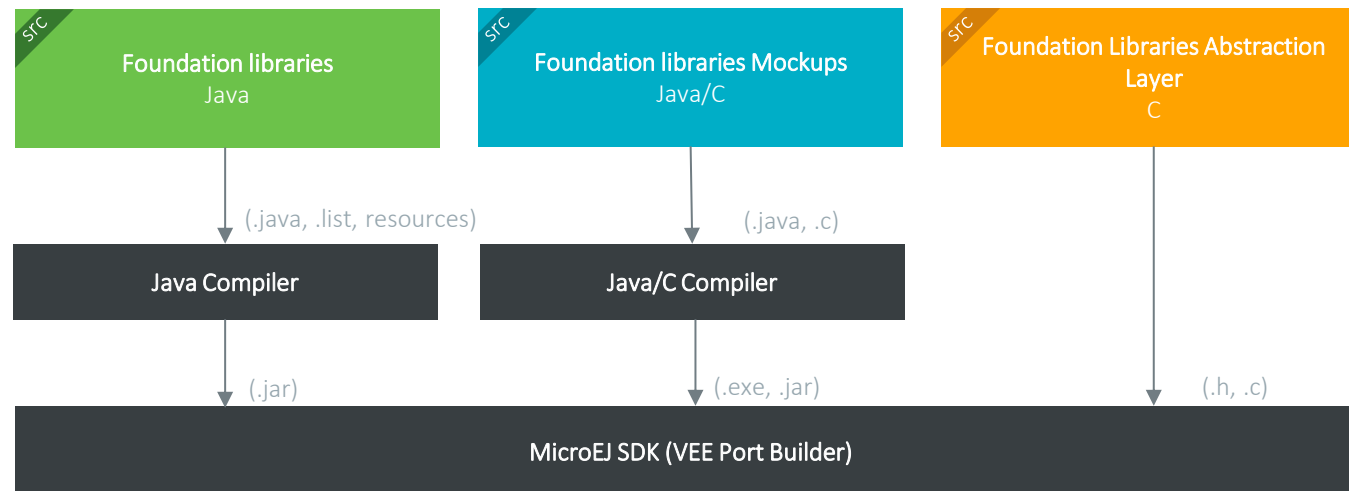 src
Foundation libraries
Java
src
Foundation libraries Mockups
Java/C
src
Foundation Libraries Abstraction
Layer
C
(.java, .list, resources)
(.java, .c)
Java Compiler
Java/C Compiler
(.jar)
(.exe, .jar)
(.h, .c)
MicroEJ SDK (VEE Port Builder)